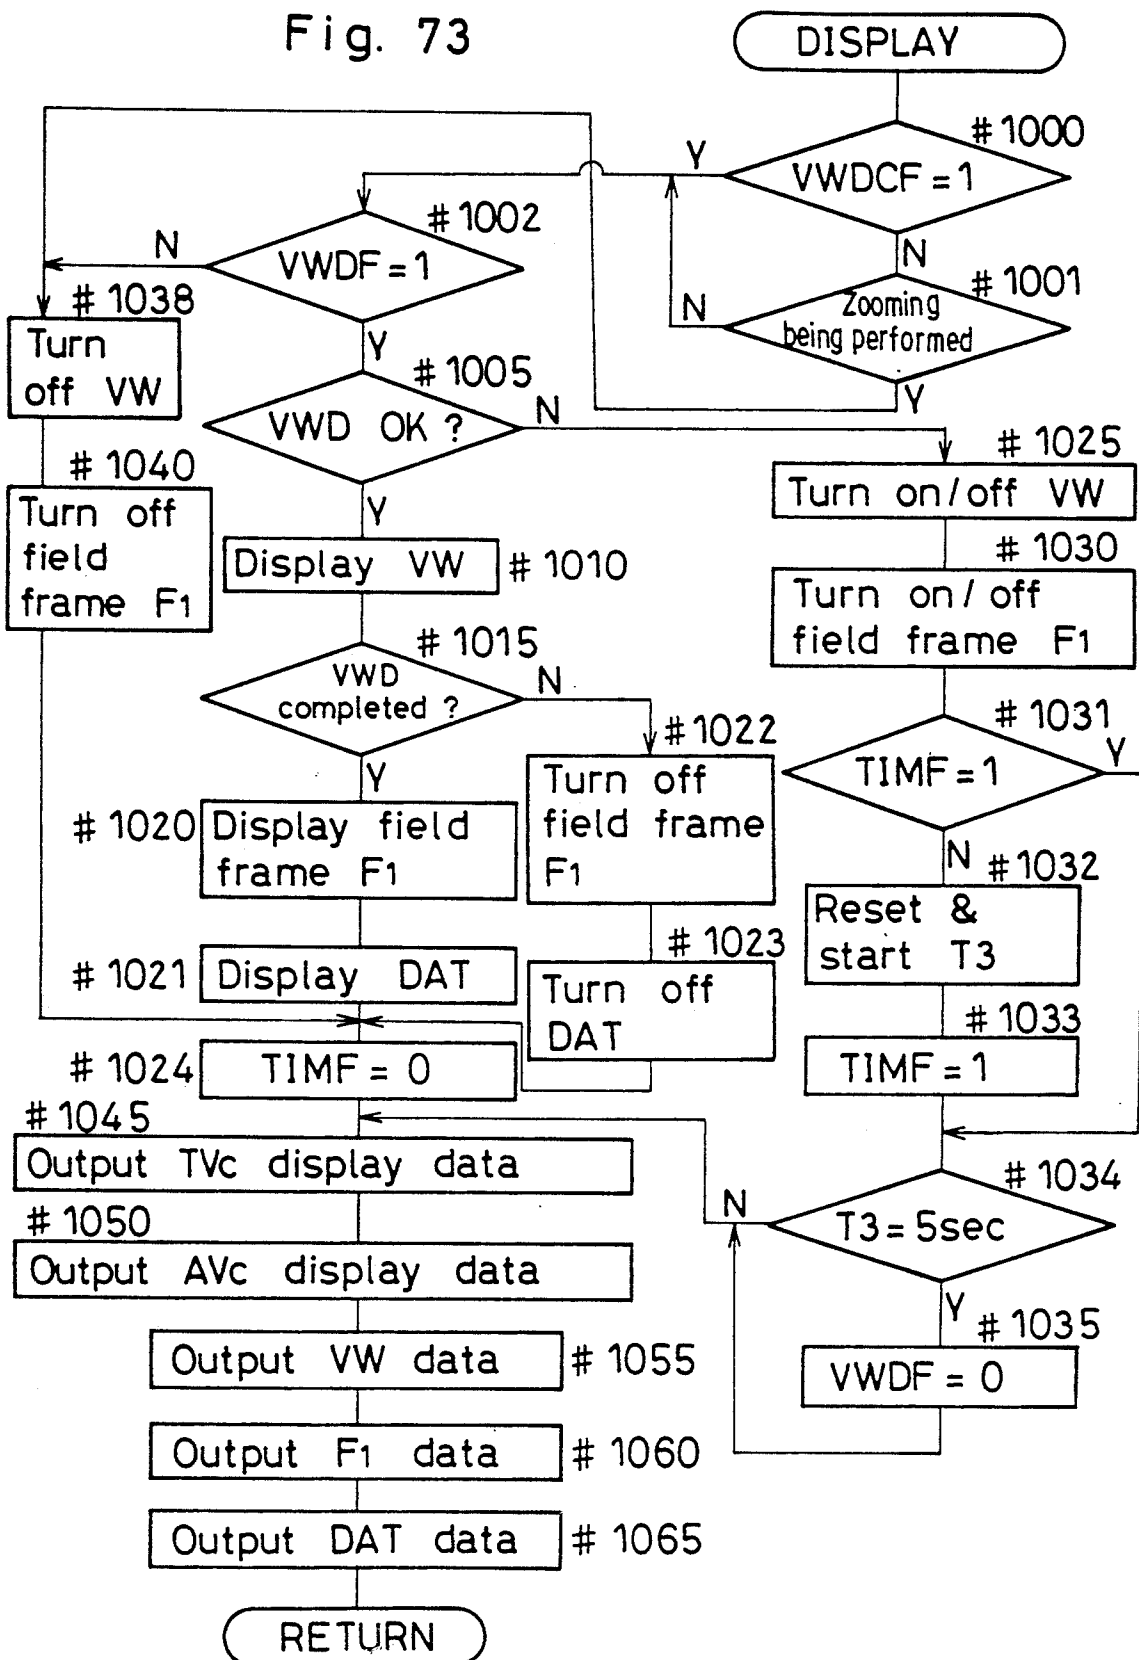 Fig. 73
DISPLAY
# 1000
VWDCF = 1
Y
N
# 1001
Zooming
being performed
N
Y
# 1002
VWDF = 1
N
Y
# 1038
Turn
off VW
# 1005
VWD OK ?
N
Y
# 1040
Turn off
field
frame F1
# 1025
Turn on/off VW
Display VW
# 1010
# 1030
Turn on/off
field frame F1
# 1015
VWD
completed ?
N
Y
# 1031
TIMF = 1
Y
N
# 1022
Turn off
field frame
F1
# 1020
Display field
frame F1
# 1032
Reset &
start T3
# 1023
Turn off
DAT
# 1021
Display DAT
# 1033
TIMF = 1
# 1024
TIMF = 0
# 1045
Output TVc display data
# 1034
T3 = 5sec
N
Y
# 1050
Output AVc display data
# 1035
VWDF = 0
Output VW data
# 1055
Output F1 data
# 1060
Output DAT data
# 1065
RETURN